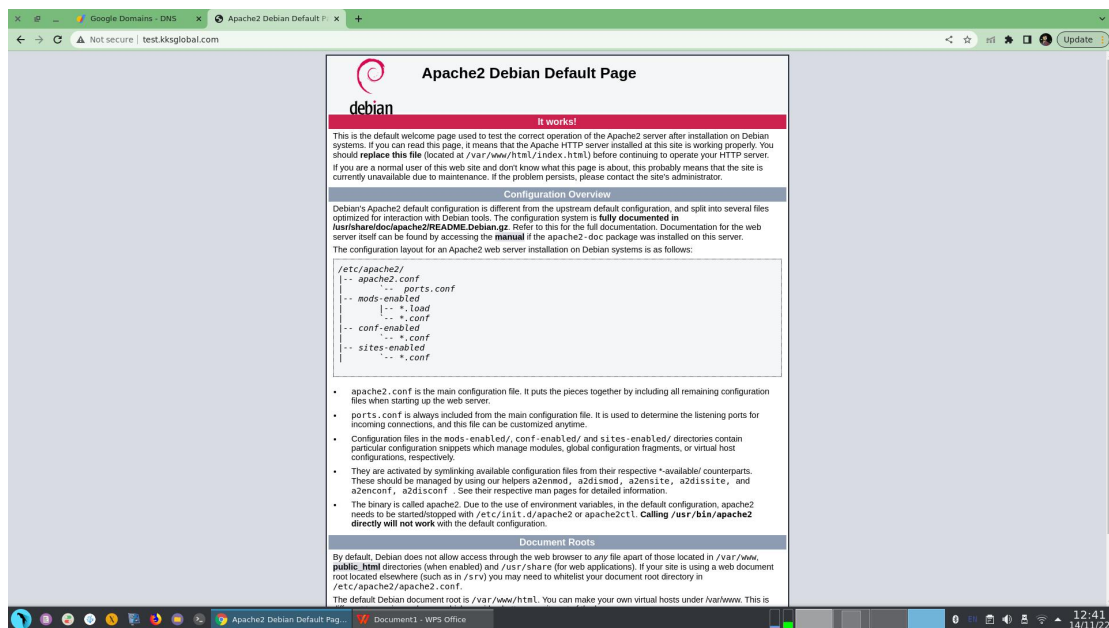 Google Domains - DNS
Apache2 Debian Default P
Not secure
test.kksglobal.com
Update
debian
Apache2 Debian Default Page
It works!
This is the default welcome page used to test the correct operation of the Apache2 server after installation on Debian
systems. If you can read this page, it means that the Apache HTTP server installed at this site is working properly. You
should replace this file (located at /var/www/html/index.html) before continuing to operate your HTTP server.
If you are a normal user of this web site and don't know what this page is about, this probably means that the site is
currently unavailable due to maintenance. If the problem persists, please contact the site's administrator.
Configuration Overview
Debian's Apache2 default configuration is different from the upstream default configuration, and split into several files
optimized for interaction with Debian tools. The configuration system is fully documented in
/usr/share/doc/apache2/README.Debian.gz. Refer to this for the full documentation. Documentation for the web
server itself can be found by accessing the manual if the apache2-doc package was installed on this server.
The configuration layout for an Apache2 web server installation on Debian systems is as follows:
/etc/apache2/
|-- apache2.conf
|       `--  ports.conf
|-- mods-enabled
|       |-- *.load
|       `-- *.conf
|-- conf-enabled
|       `-- *.conf
|-- sites-enabled
|       `-- *.conf
• apache2.conf is the main configuration file. It puts the pieces together by including all remaining configuration
files when starting up the web server.
• ports.conf is always included from the main configuration file. It is used to determine the listening ports for
incoming connections, and this file can be customized anytime.
• Configuration files in the mods-enabled/, conf-enabled/ and sites-enabled/ directories contain
particular configuration snippets which manage modules, global configuration fragments, or virtual host
configurations, respectively.
• They are activated by symlinking available configuration files from their respective *-available/ counterparts.
These should be managed by using our helpers a2enmod, a2dismod, a2ensite, a2dissite, and
a2enconf, a2disconf . See their respective man pages for detailed information.
• The binary is called apache2. Due to the use of environment variables, in the default configuration, apache2
needs to be started/stopped with /etc/init.d/apache2 or apache2ctl. Calling /usr/bin/apache2
directly will not work with the default configuration.
Document Roots
By default, Debian does not allow access through the web browser to any file apart of those located in /var/www,
public_html directories (when enabled) and /usr/share (for web applications). If your site is using a web document
root located elsewhere (such as in /srv) you may need to whitelist your document root directory in
/etc/apache2/apache2.conf.
The default Debian document root is /var/www/html. You can make your own virtual hosts under /var/www. This is
Apache2 Debian Default Pag...
Document1 - WPS Office
EN
12:41
14/11/22